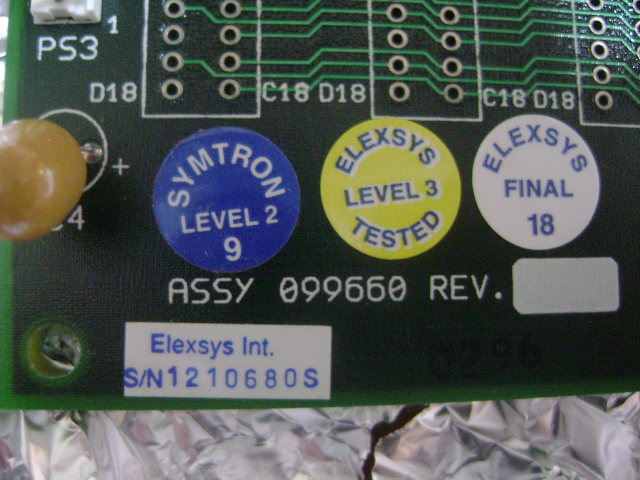 1
PS3
D18
C18 D18
C18 D18
+
4
SYMTRON
LEVEL 2
9
ELEXSYS
LEVEL 3
TESTED
ELEXSYS
FINAL
18
ASSY 099660 REV.
Elexsys Int.
S/N1210680S